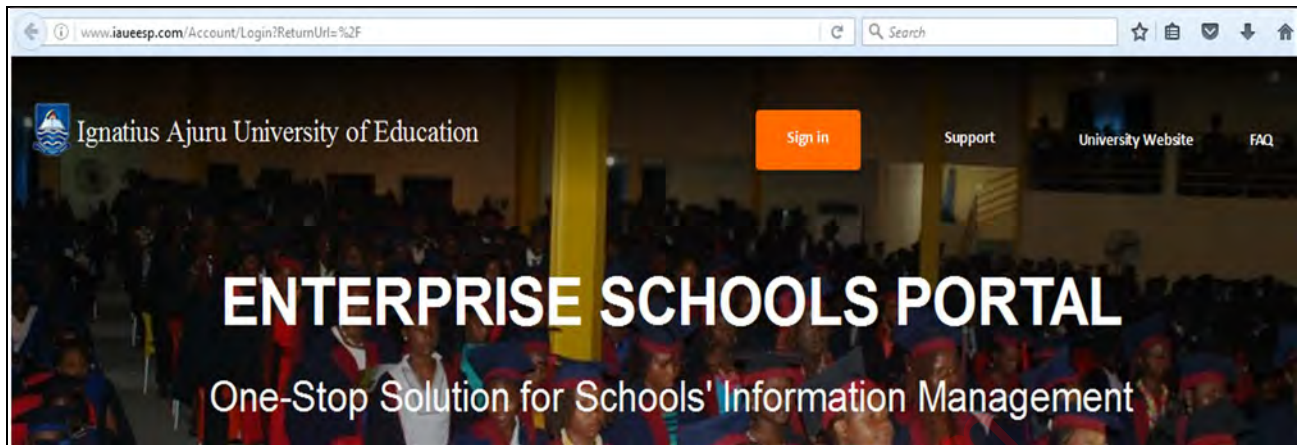 www.iaueesp.com/Account/Login?ReturnUrl=%2F
Search
Ignatius Ajuru University of Education
Sign in
Support
University Website
FAQ
ENTERPRISE SCHOOLS PORTAL
One-Stop Solution for Schools' Information Management